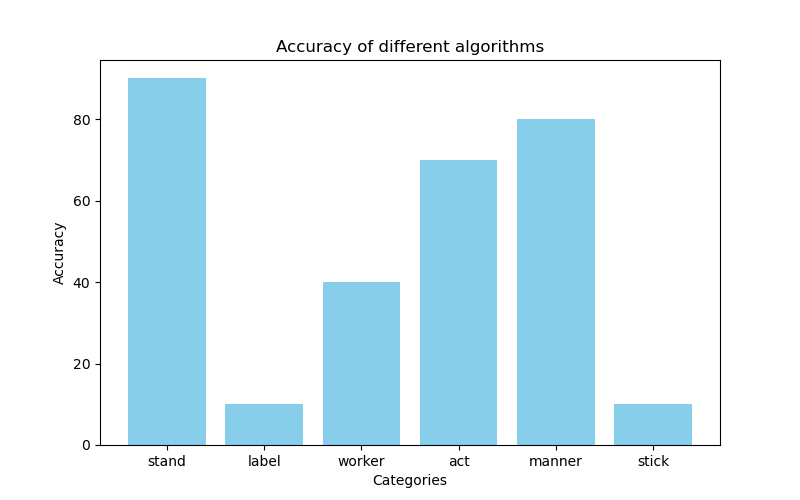 Accuracy of different algorithms
Accuracy
80
60
40
20
0
stand label worker act manner stick
Categories